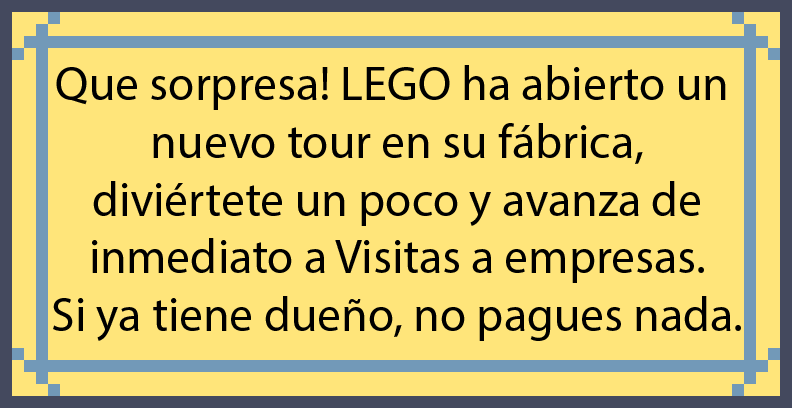 Que sorpresa! LEGO ha abierto un
nuevo tour en su fábrica,
diviértete un poco y avanza de
inmediato a Visitas a empresas.
Si ya tiene dueño, no pagues nada.